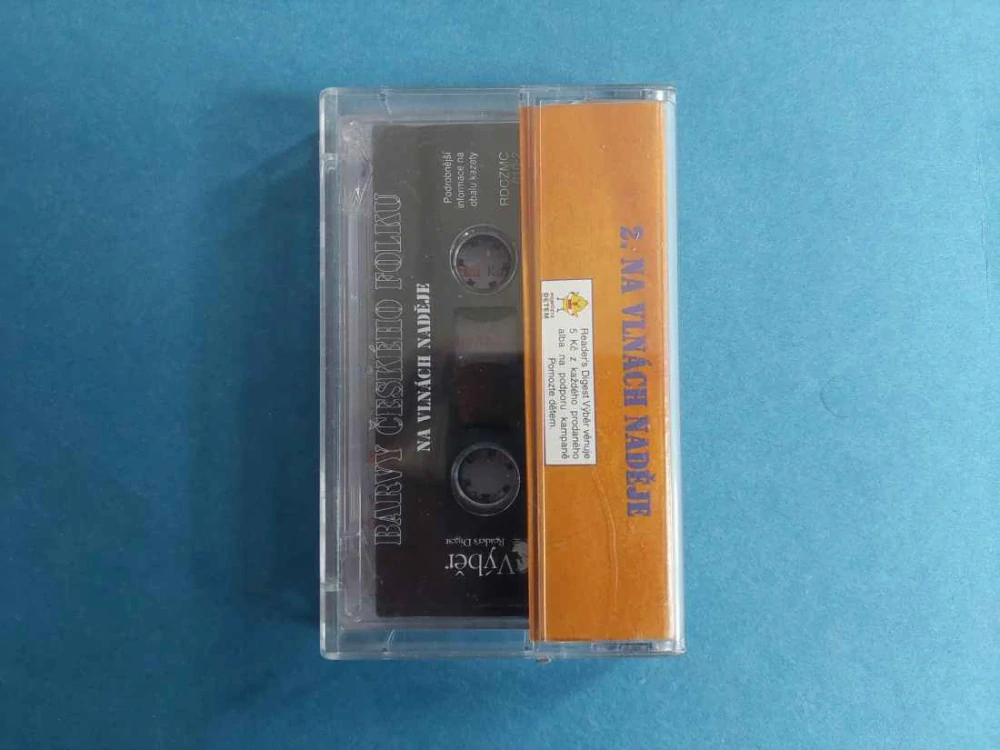 BARVY ČESKÉHO FOLKU
NA VLNÁCH NADĚJE
Podrobnější
informace na
obalu kazety
RDCZMC
Výběr
Reader's Digest
2. NA VLNÁCH NADĚJE
DĚTEM
Reader's Digest Výběr věnuje
5 Kč z každého prodaného
alba na podporu kampaně
Pomozte dětem.